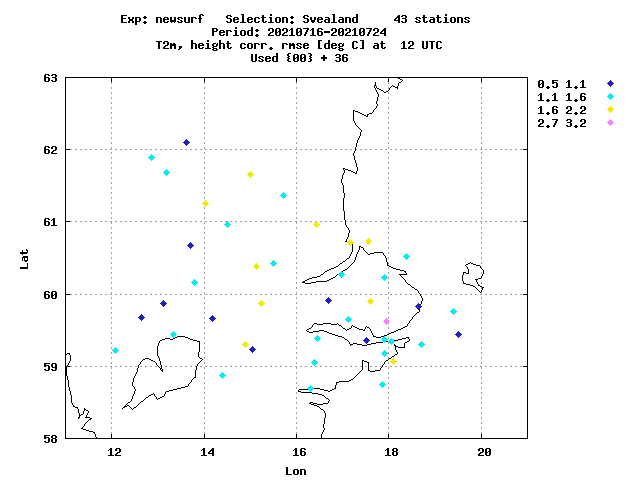 Exp: newsurf Selection: Svealand 43 stations
Period: 20210716-20210724
T2m, height corr. rmse [deg C] at 12 UTC
Used {00} + 36
63
62
61
60
59
58
Lat
12 14 16 18 20
Lon
0.5 1.1
1.1 1.6
1.6 2.2
2.7 3.2